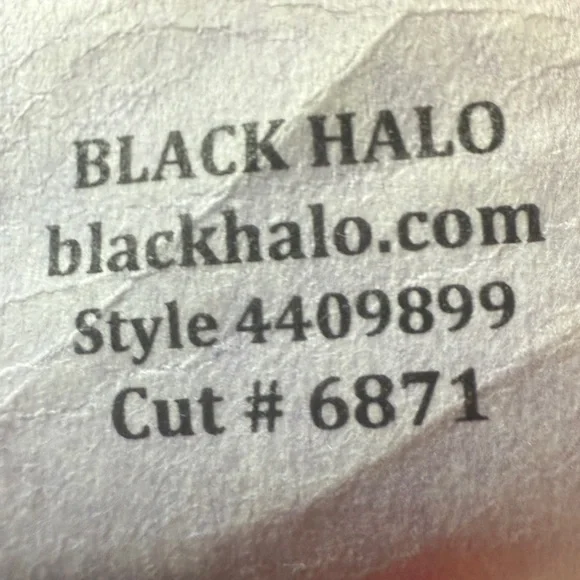 BLACK HALO
blackhalo.com
Style 4409899
Cut # 6871